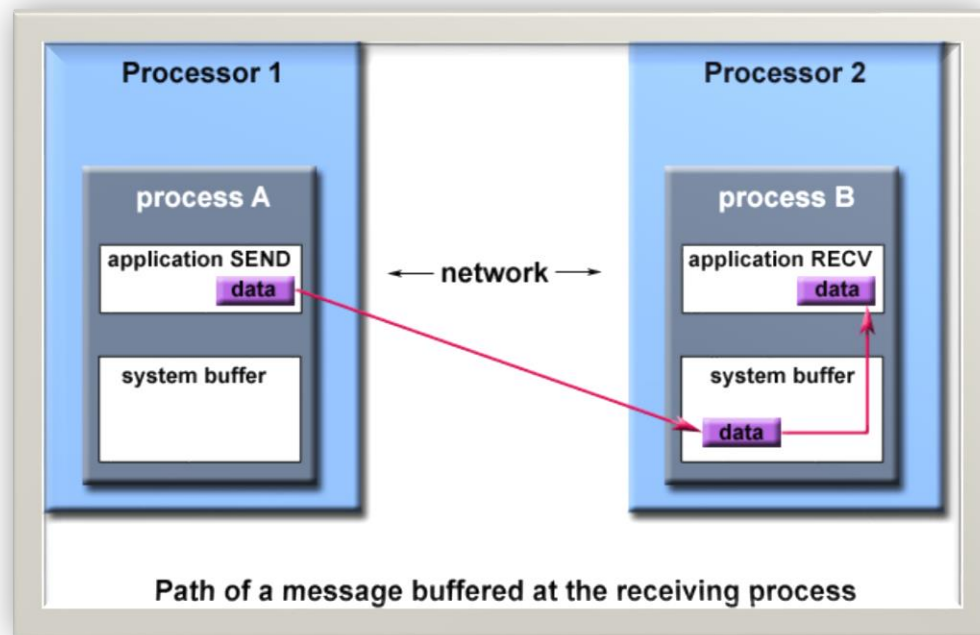 Processor 1
process A
application SEND
data
system buffer
network
Processor 2
process B
application RECV
data
system buffer
data
Path of a message buffered at the receiving process